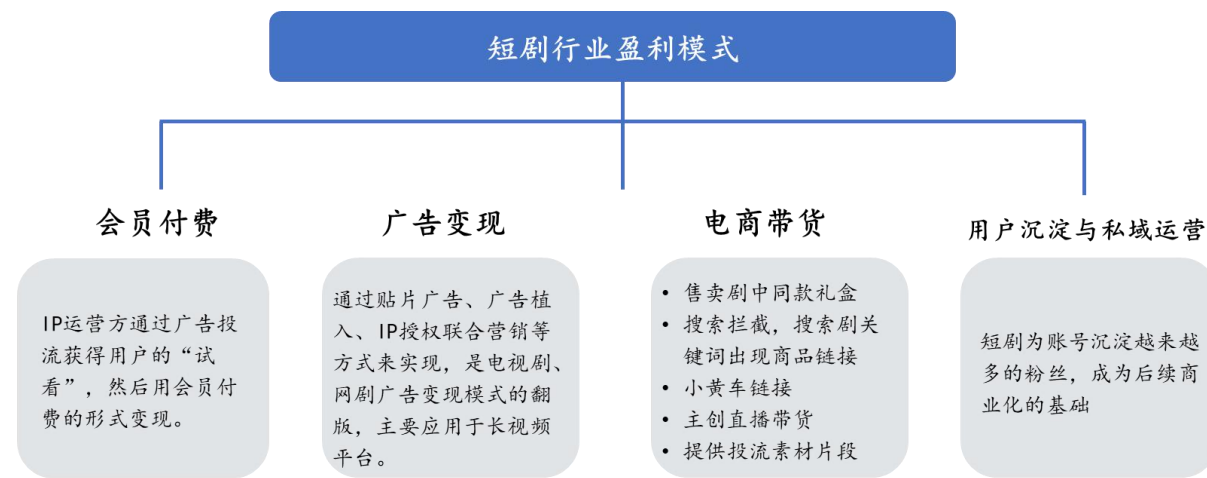 短剧行业盈利模式
会员付费
IP运营方通过广告投
流获得用户的“试
看”，然后用会员付
费的形式变现。
广告变现
通过贴片广告、广告植
入、IP授权联合营销等
方式来实现，是电视剧、
网剧广告变现模式的翻
版，主要应用于长视频
平台。
电商带货
• 售卖剧中同款礼盒
• 搜索拦截，搜索剧关
键词出现商品链接
• 小黄车链接
• 主创直播带货
• 提供投流素材片段
用户沉淀与私域运营
短剧为账号沉淀越来越
多的粉丝，成为后续商
业化的基础